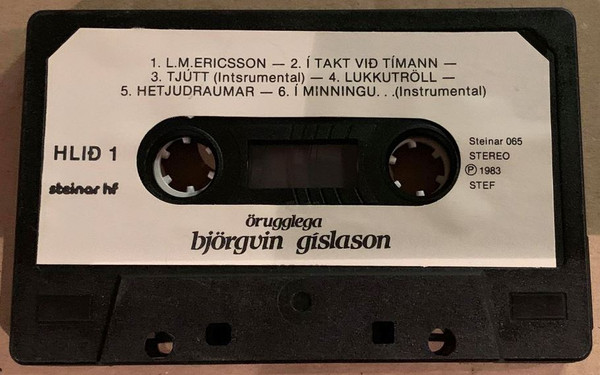 1. L.M.ERICSSON — 2. Í TAKT VIÐ TÍMANN —
3. TJÚTT (Intsrumental) — 4. LUKKUTRÖLL —
5. HETJUDRAUMAR — 6. Í MINNINGU. . .(Instrumental)
HLIÐ 1
steinar hf
Steinar 065
STEREO
Ⓟ 1983
STEF
örugglega
björgvin gíslason